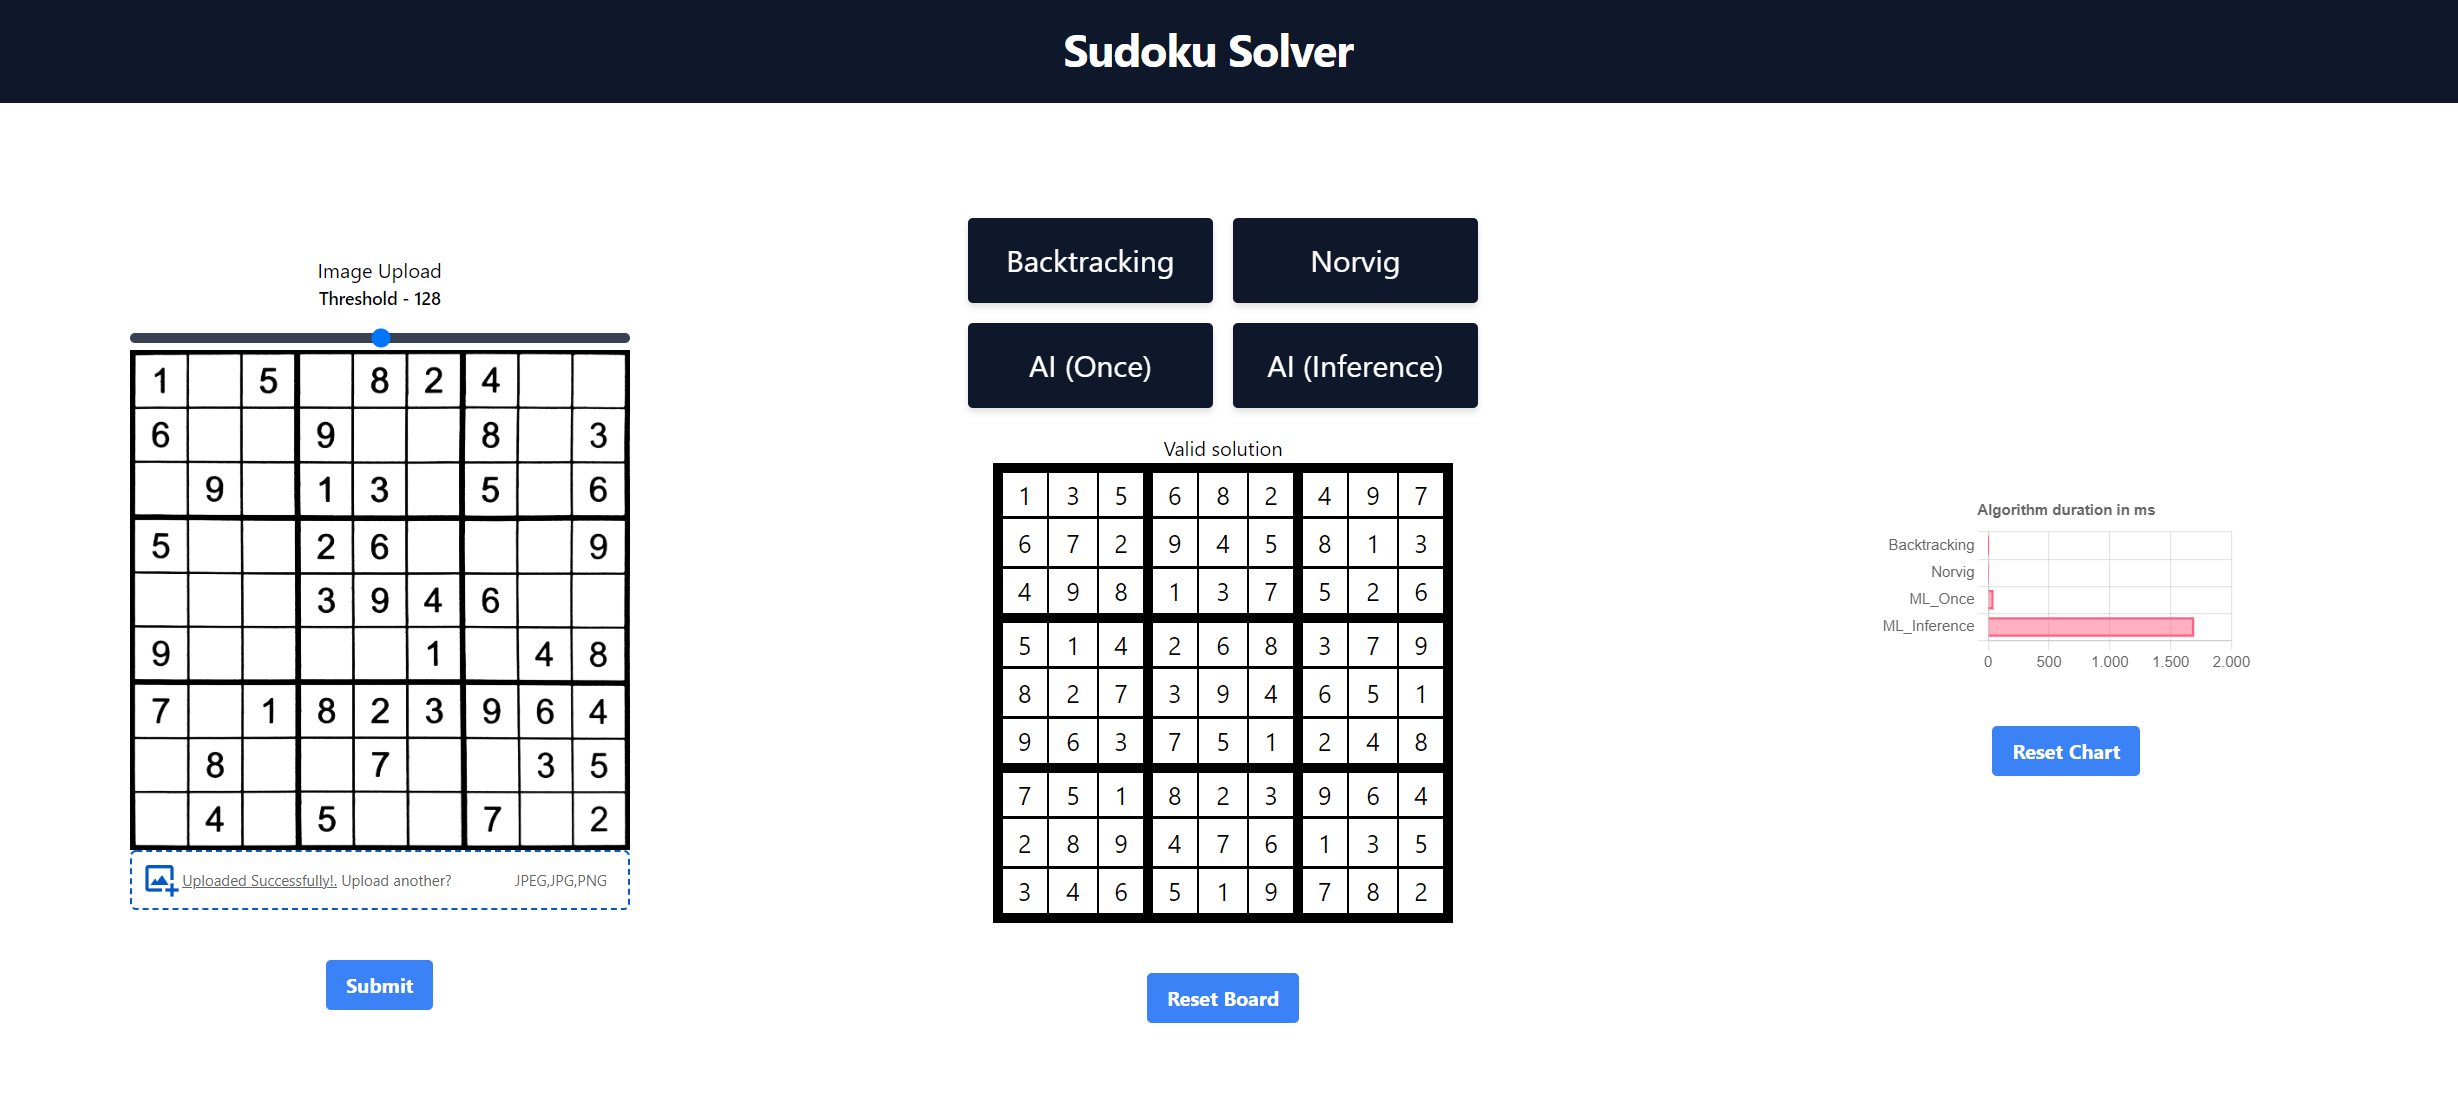 Sudoku Solver
Image Upload
Threshold - 128
1 5 8 2 4
6 9 8 3
9 1 3 5 6
5 2 6 9
3 9 4 6
9 1 4 8
7 1 8 2 3 9 6 4
8 7 3 5
4 5 7 2
Uploaded Successfully!. Upload another? JPEG,JPG,PNG
Submit
Backtracking Norvig
AI (Once) AI (Inference)
Valid solution
1 3 5 6 8 2 4 9 7
6 7 2 9 4 5 8 1 3
4 9 8 1 3 7 5 2 6
5 1 4 2 6 8 3 7 9
8 2 7 3 9 4 6 5 1
9 6 3 7 5 1 2 4 8
7 5 1 8 2 3 9 6 4
2 8 9 4 7 6 1 3 5
3 4 6 5 1 9 7 8 2
Reset Board
Algorithm duration in ms
Backtracking
Norvig
ML_Once
ML_Inference
0 500 1.000 1.500 2.000
Reset Chart